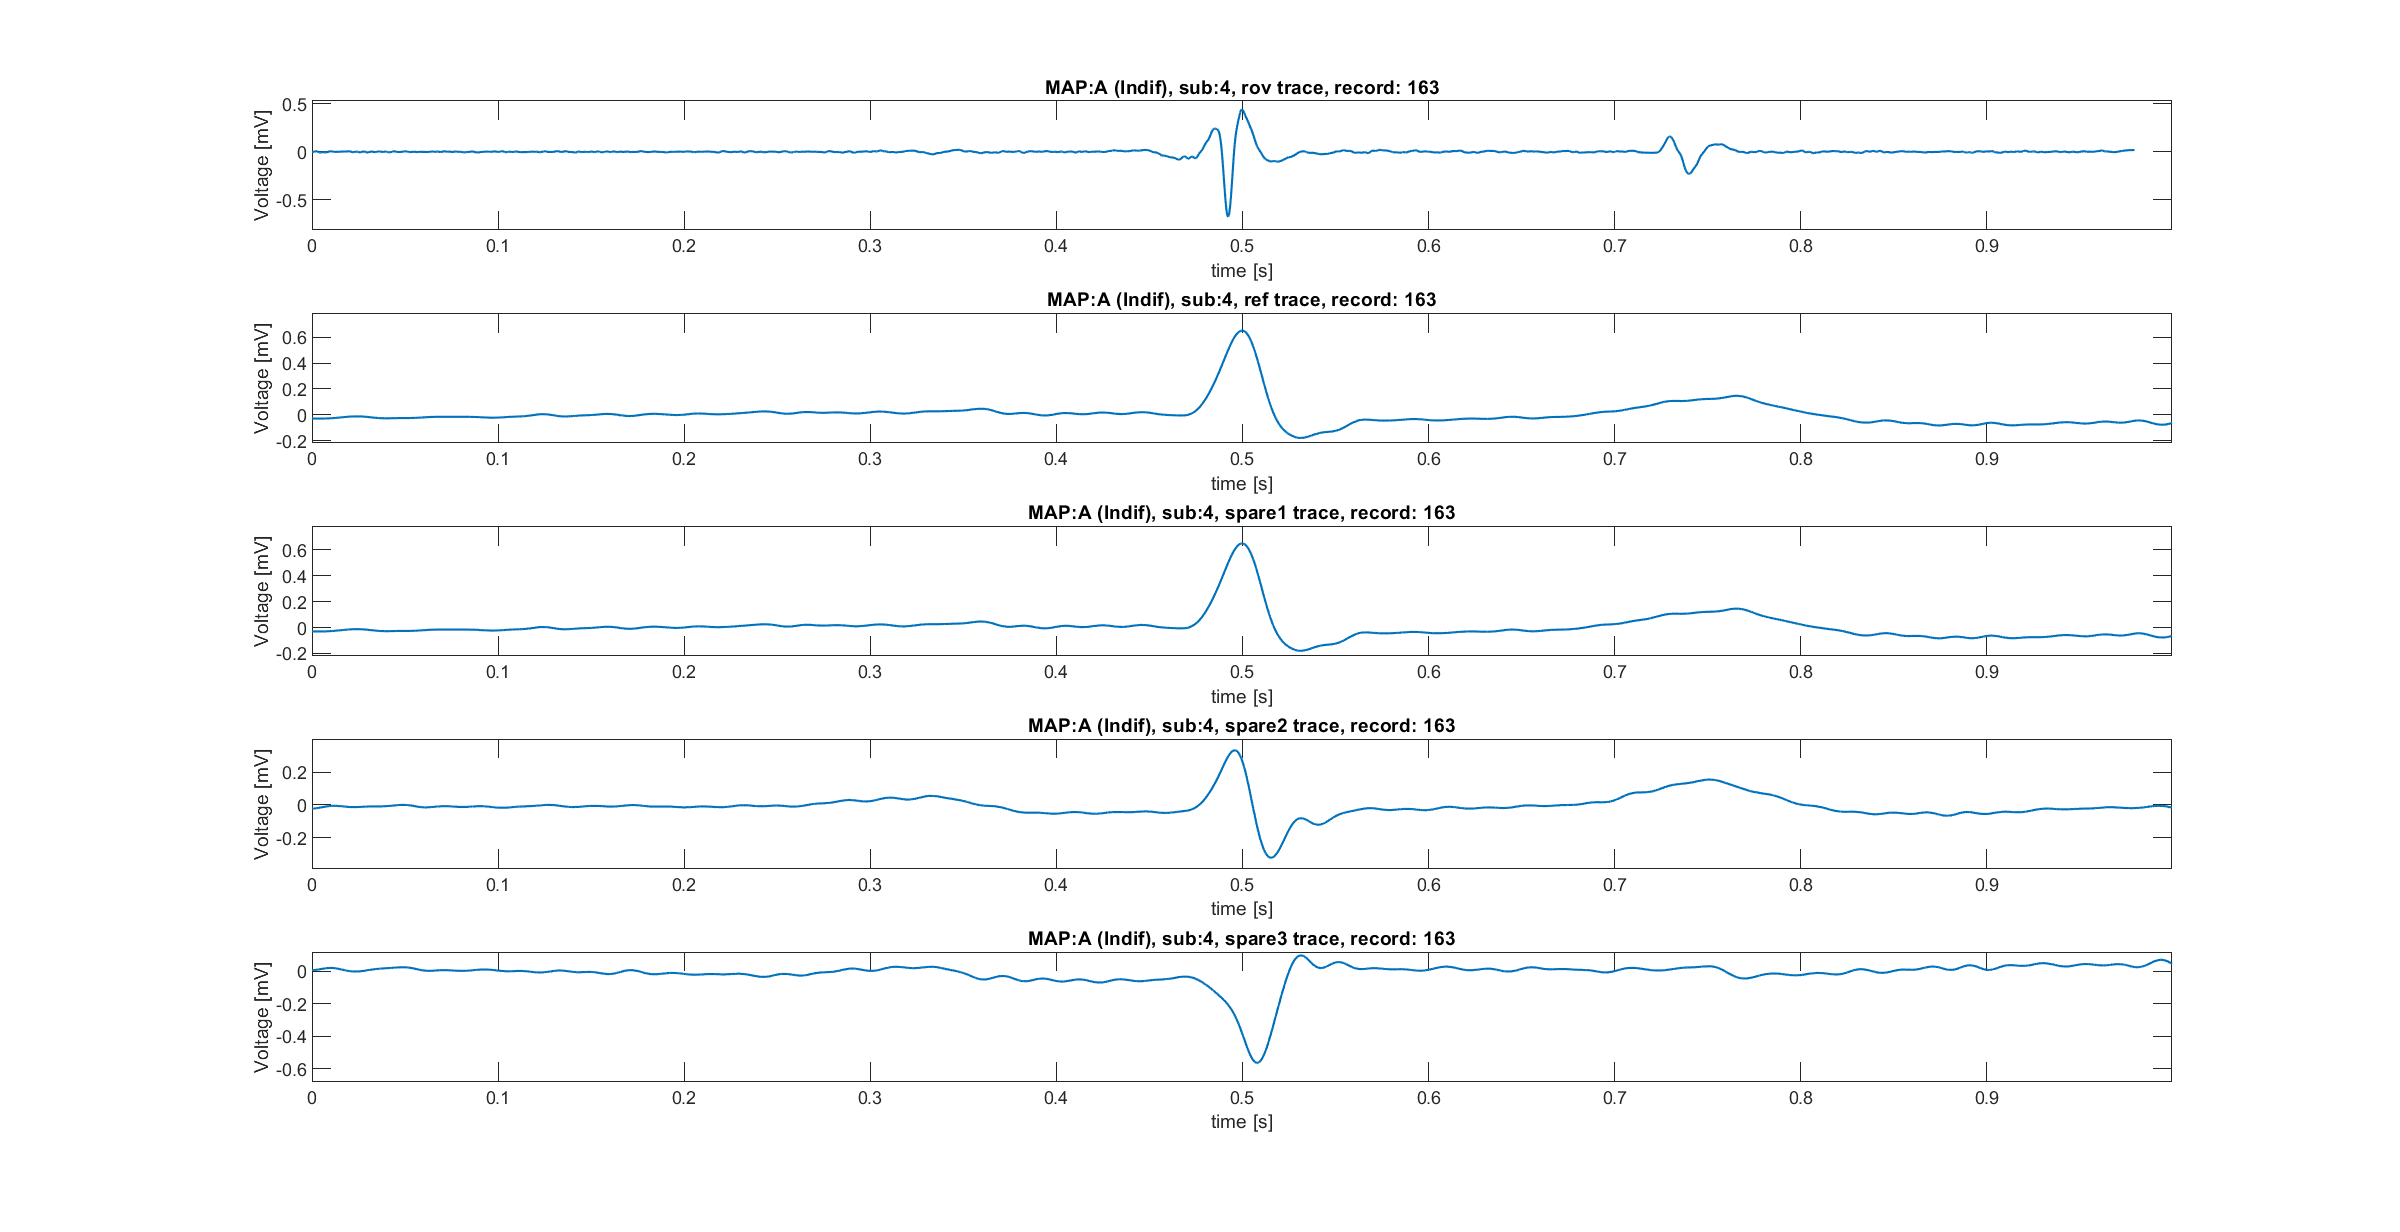 MAP:A (Indif), sub:4, rov trace, record: 163
Voltage [mV]
0.5
0
-0.5
0 0.1 0.2 0.3 0.4 0.5 0.6 0.7 0.8 0.9
time [s]
MAP:A (Indif), sub:4, ref trace, record: 163
Voltage [mV]
0.6
0.4
0.2
0
-0.2
0 0.1 0.2 0.3 0.4 0.5 0.6 0.7 0.8 0.9
time [s]
MAP:A (Indif), sub:4, spare1 trace, record: 163
Voltage [mV]
0.6
0.4
0.2
0
-0.2
0 0.1 0.2 0.3 0.4 0.5 0.6 0.7 0.8 0.9
time [s]
MAP:A (Indif), sub:4, spare2 trace, record: 163
Voltage [mV]
0.2
0
-0.2
0 0.1 0.2 0.3 0.4 0.5 0.6 0.7 0.8 0.9
time [s]
MAP:A (Indif), sub:4, spare3 trace, record: 163
Voltage [mV]
0
-0.2
-0.4
-0.6
0 0.1 0.2 0.3 0.4 0.5 0.6 0.7 0.8 0.9
time [s]